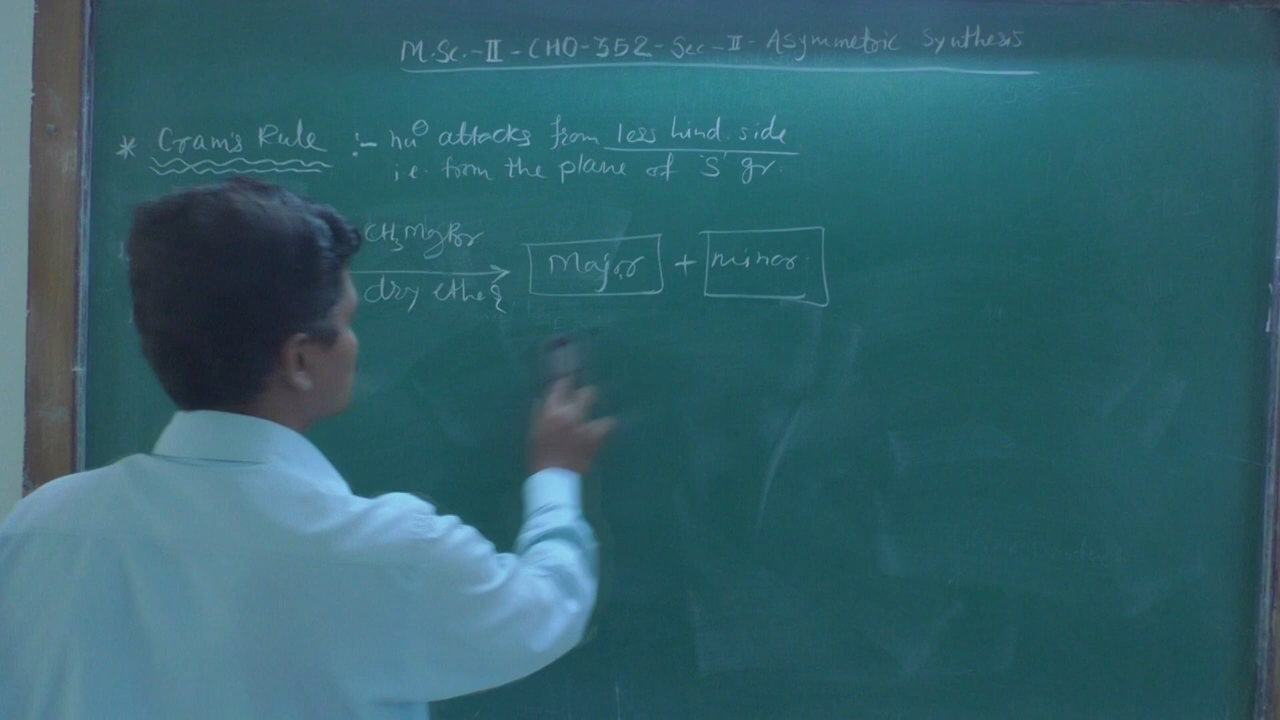 M.Sc.-II-CHO-352-Sec-II-Asymmetric Synthesis
* Cram's Rule :- nu⊖ attacks from less hind. side
i.e. from the plane of 'S' gr.
CH3MgBr
dry ether
Major + minor